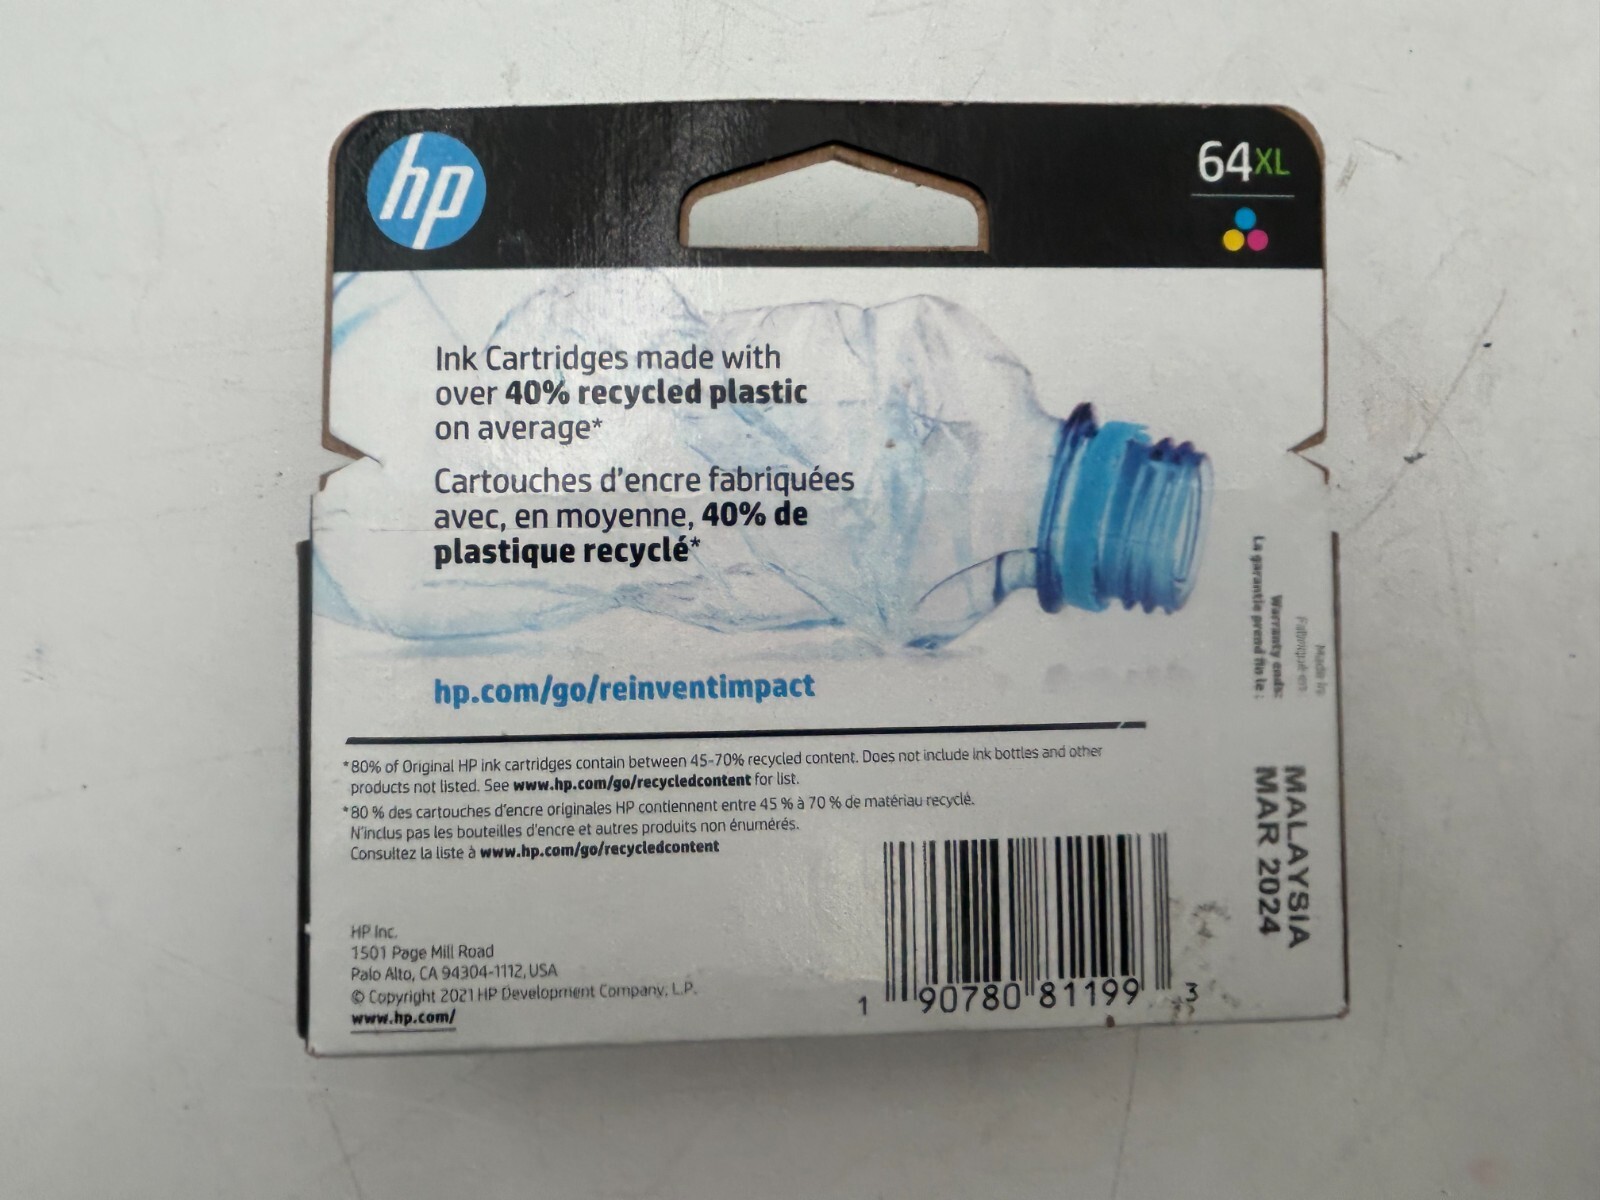 hp
64XL
Ink Cartridges made with
over 40% recycled plastic
on average*
Cartouches d'encre fabriquées
avec, en moyenne, 40% de
plastique recyclé*
hp.com/go/reinventimpact
*80% of Original HP ink cartridges contain between 45-70% recycled content. Does not include ink bottles and other
products not listed. See www.hp.com/go/recycledcontent for list.
*80 % des cartouches d'encre originales HP contiennent entre 45 % à 70 % de matériau recyclé.
N'inclus pas les bouteilles d'encre et autres produits non énumérés.
Consultez la liste à www.hp.com/go/recycledcontent
HP Inc.
1501 Page Mill Road
Palo Alto, CA 94304-1112, USA
© Copyright 2021 HP Development Company, L.P.
www.hp.com/
1 90780 81199 3
Made in
Fabriqué en:
Warranty ends:
La garantie prend fin le :
MALAYSIA
MAR 2024